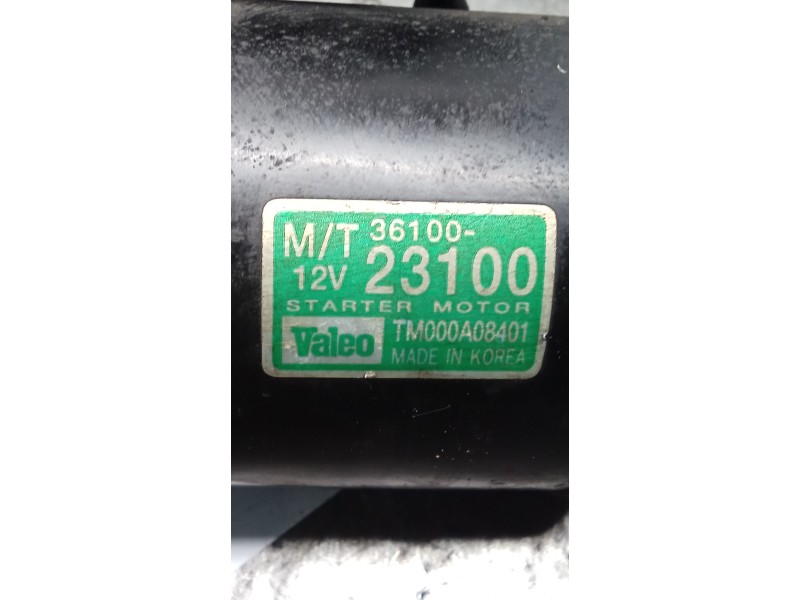 M/T 36100-
12V 23100
STARTER MOTOR
Valeo TM000A08401
MADE IN KOREA